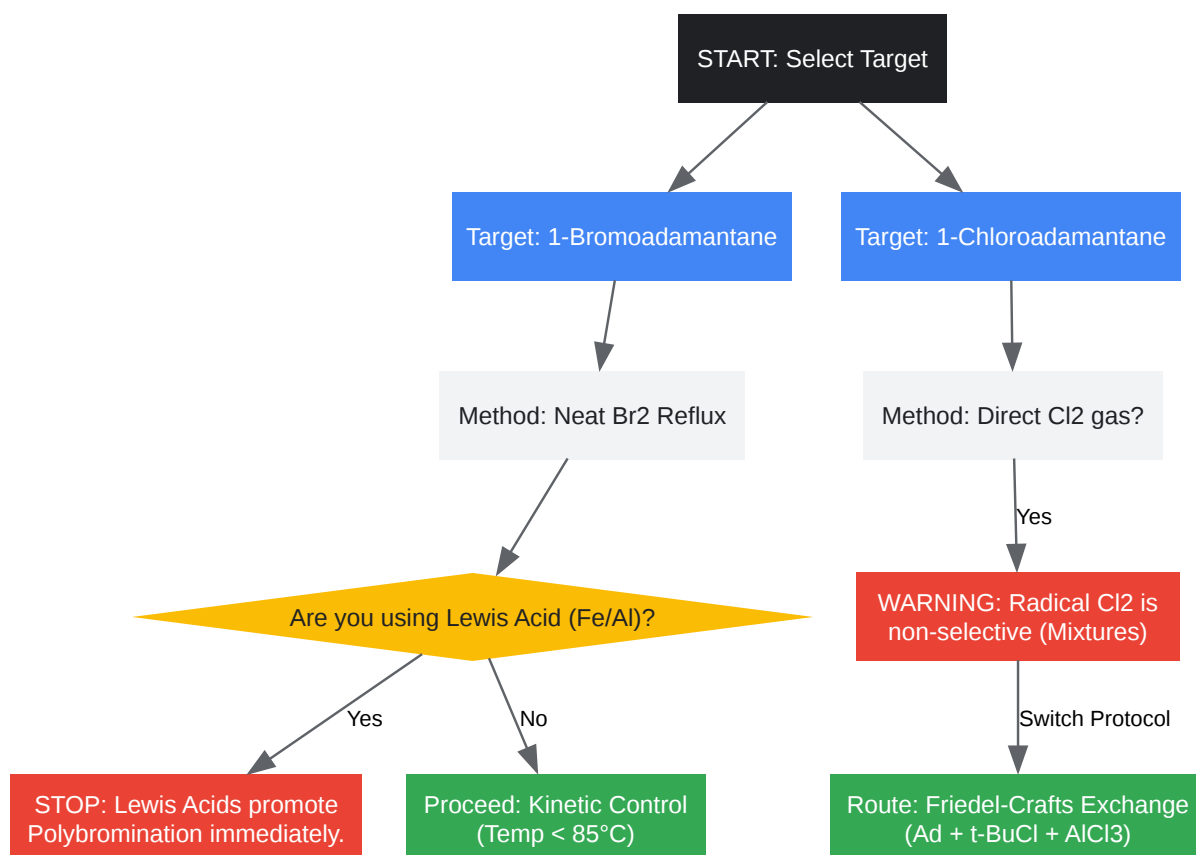 START: Select Target
Target: 1-Bromoadamantane
Target: 1-Chloroadamantane
Method: Neat Br2 Reflux
Method: Direct Cl2 gas?
Yes
Are you using Lewis Acid (Fe/Al)?
WARNING: Radical Cl2 is
non-selective (Mixtures)
Yes
No
Switch Protocol
STOP: Lewis Acids promote
Polybromination immediately.
Proceed: Kinetic Control
(Temp < 85°C)
Route: Friedel-Crafts Exchange
(Ad + t-BuCl + AlCl3)